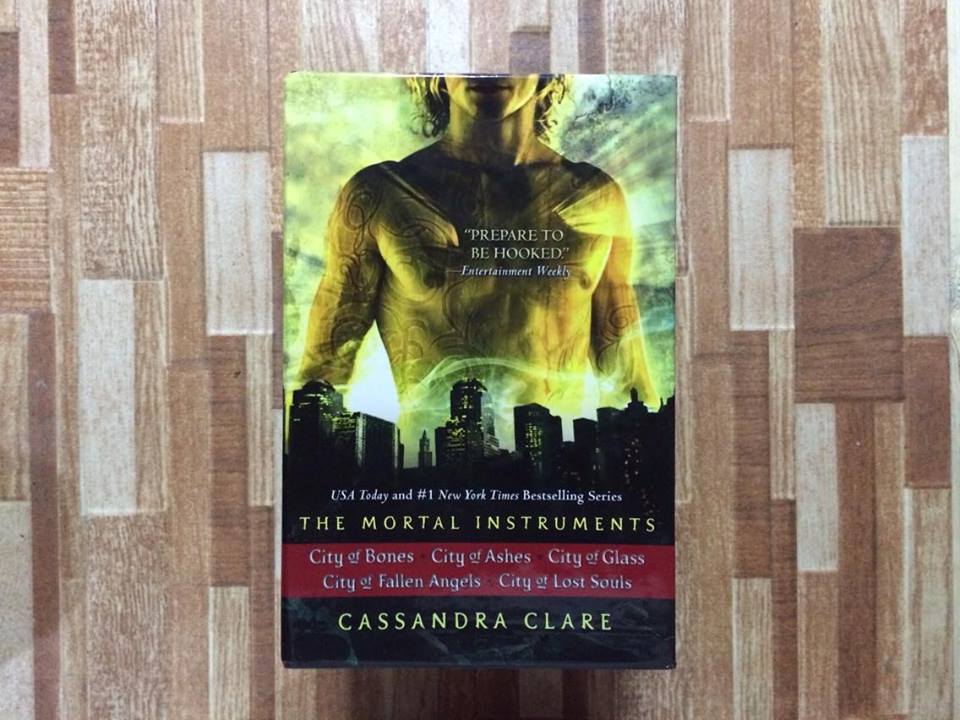 “PREPARE TO
BE HOOKED.”
—Entertainment Weekly
USA Today and #1 New York Times Bestselling Series
THE MORTAL INSTRUMENTS
City of Bones · City of Ashes · City of Glass
City of Fallen Angels · City of Lost Souls
CASSANDRA CLARE